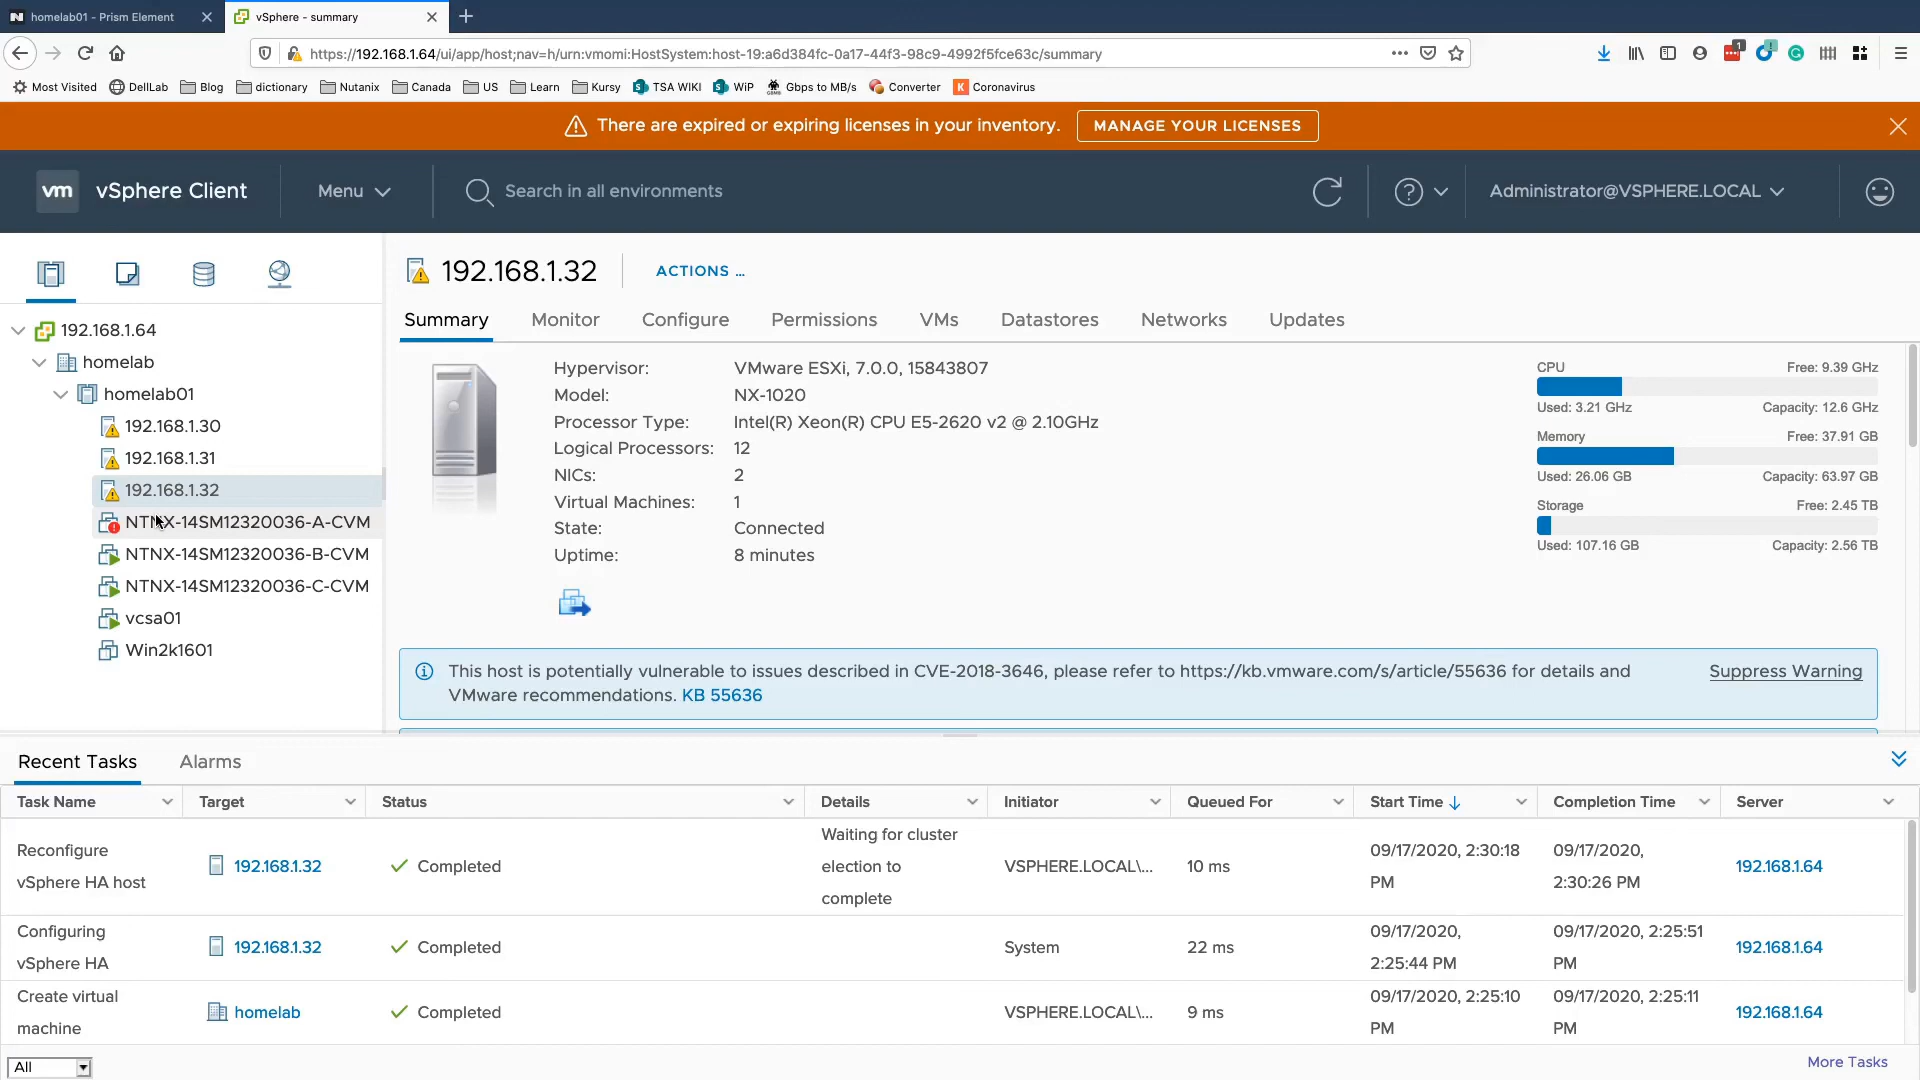 homelab01 - Prism Element
vSphere - summary
https://192.168.1.64/ui/app/host;nav=h/urn:vmomi:HostSystem:host-19:a6d384fc-0a17-44f3-98c9-4992f5fce63c/summary
1
Most Visited DellLab Blog dictionary Nutanix Canada US Learn Kursy TSA WIKI WiP Gbps to MB/s Converter Coronavirus
There are expired or expiring licenses in your inventory. MANAGE YOUR LICENSES
vm vSphere Client Menu Search in all environments Administrator@VSPHERE.LOCAL
192.168.1.32 ACTIONS ...
Summary Monitor Configure Permissions VMs Datastores Networks Updates
192.168.1.64
homelab
homelab01
192.168.1.30
192.168.1.31
192.168.1.32
NTNX-14SM12320036-A-CVM
NTNX-14SM12320036-B-CVM
NTNX-14SM12320036-C-CVM
vcsa01
Win2k1601
Hypervisor: VMware ESXi, 7.0.0, 15843807
Model: NX-1020
Processor Type: Intel(R) Xeon(R) CPU E5-2620 v2 @ 2.10GHz
Logical Processors: 12
NICs: 2
Virtual Machines: 1
State: Connected
Uptime: 8 minutes
CPU Free: 9.39 GHz
Used: 3.21 GHz Capacity: 12.6 GHz
Memory Free: 37.91 GB
Used: 26.06 GB Capacity: 63.97 GB
Storage Free: 2.45 TB
Used: 107.16 GB Capacity: 2.56 TB
This host is potentially vulnerable to issues described in CVE-2018-3646, please refer to https://kb.vmware.com/s/article/55636 for details and
VMware recommendations. KB 55636
Suppress Warning
Recent Tasks Alarms
Task Name Target Status Details Initiator Queued For Start Time Completion Time Server
Reconfigure
vSphere HA host
192.168.1.32
Completed
Waiting for cluster
election to
complete
VSPHERE.LOCAL\...
10 ms
09/17/2020, 2:30:18
PM
09/17/2020,
2:30:26 PM
192.168.1.64
Configuring
vSphere HA
192.168.1.32
Completed
System
22 ms
09/17/2020,
2:25:44 PM
09/17/2020, 2:25:51
PM
192.168.1.64
Create virtual
machine
homelab
Completed
VSPHERE.LOCAL\...
9 ms
09/17/2020, 2:25:10
PM
09/17/2020, 2:25:11
PM
192.168.1.64
All
More Tasks